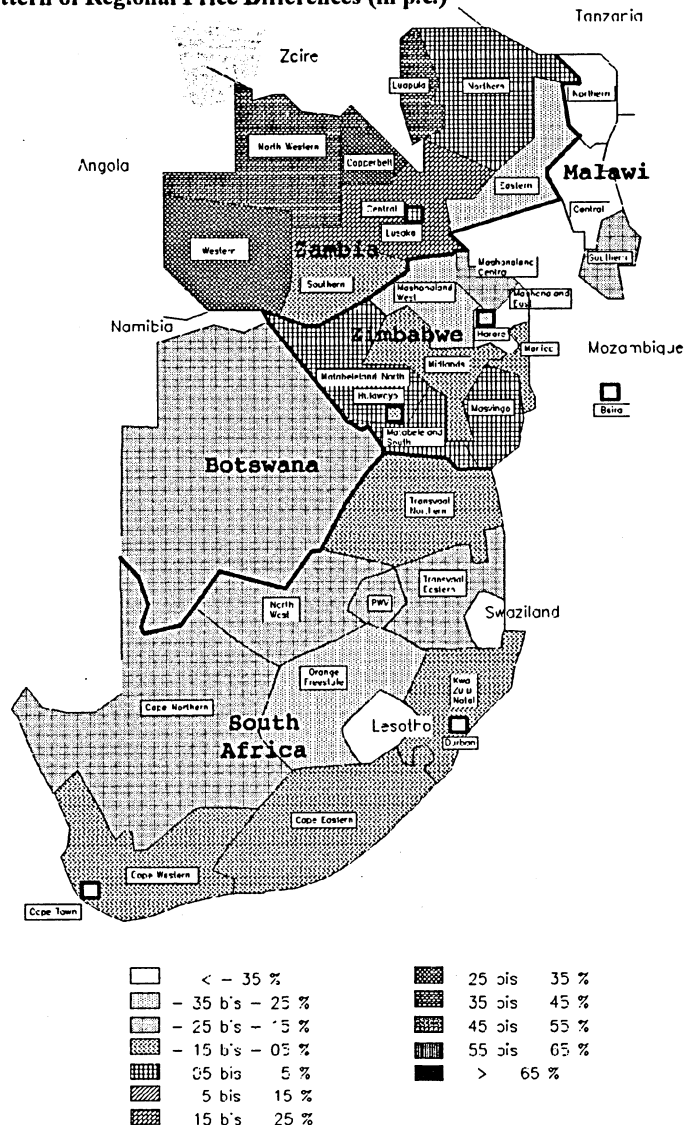 ttern of Regional Price Differences (in p.c.)
Tanzaria
Zcire
Luapula
Northern
Northern
North Western
Copperbelt
Angola
Malawi
Eastern
Central
Central
Lusaka
Western
Zambia
Southern
Southern
Mashonaland
Central
Mashonaland
West
Mashonaland
East
Namibia
Zimbabwe
Harare
Manica
Mozambique
Midlands
Matabeleland North
Bulawayo
Masvingo
Beira
Matabeleland
South
Botswana
Transvaal
Northern
Transvaal
Eastern
North
West
PWV
Swaziland
Orange
Freestate
Kwa
Zulu
Natal
Cape Northern
South
Africa
Lesotho
Durban
Cape Eastern
Cape Western
Cape Town
< - 35 %
- 35 bis - 25 %
- 25 bis - 15 %
- 15 bis - 05 %
05 bis 5 %
5 bis 15 %
15 bis 25 %
25 bis 35 %
35 bis 45 %
45 bis 55 %
55 bis 65 %
> 65 %